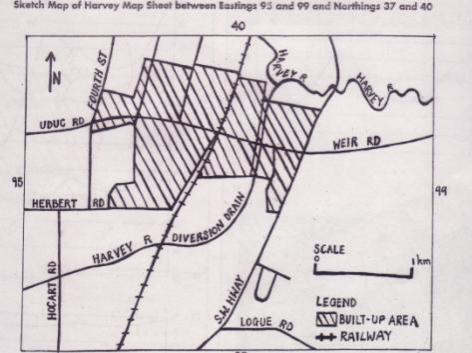 Sketch Map of Harvey Map Sheet between Eastings 95 and 99 and Northings 37 and 40
40
N
FOURTH ST
HARVEY R.
HARVEY R.
UDUC RD
WEIR RD
95
99
HERBERT RD
HARVEY R DIVERSION DRAIN
HOCART RD
S.W. HWAY
LOGUE RD
SCALE
0
1 km
LEGEND
BUILT-UP AREA
RAILWAY